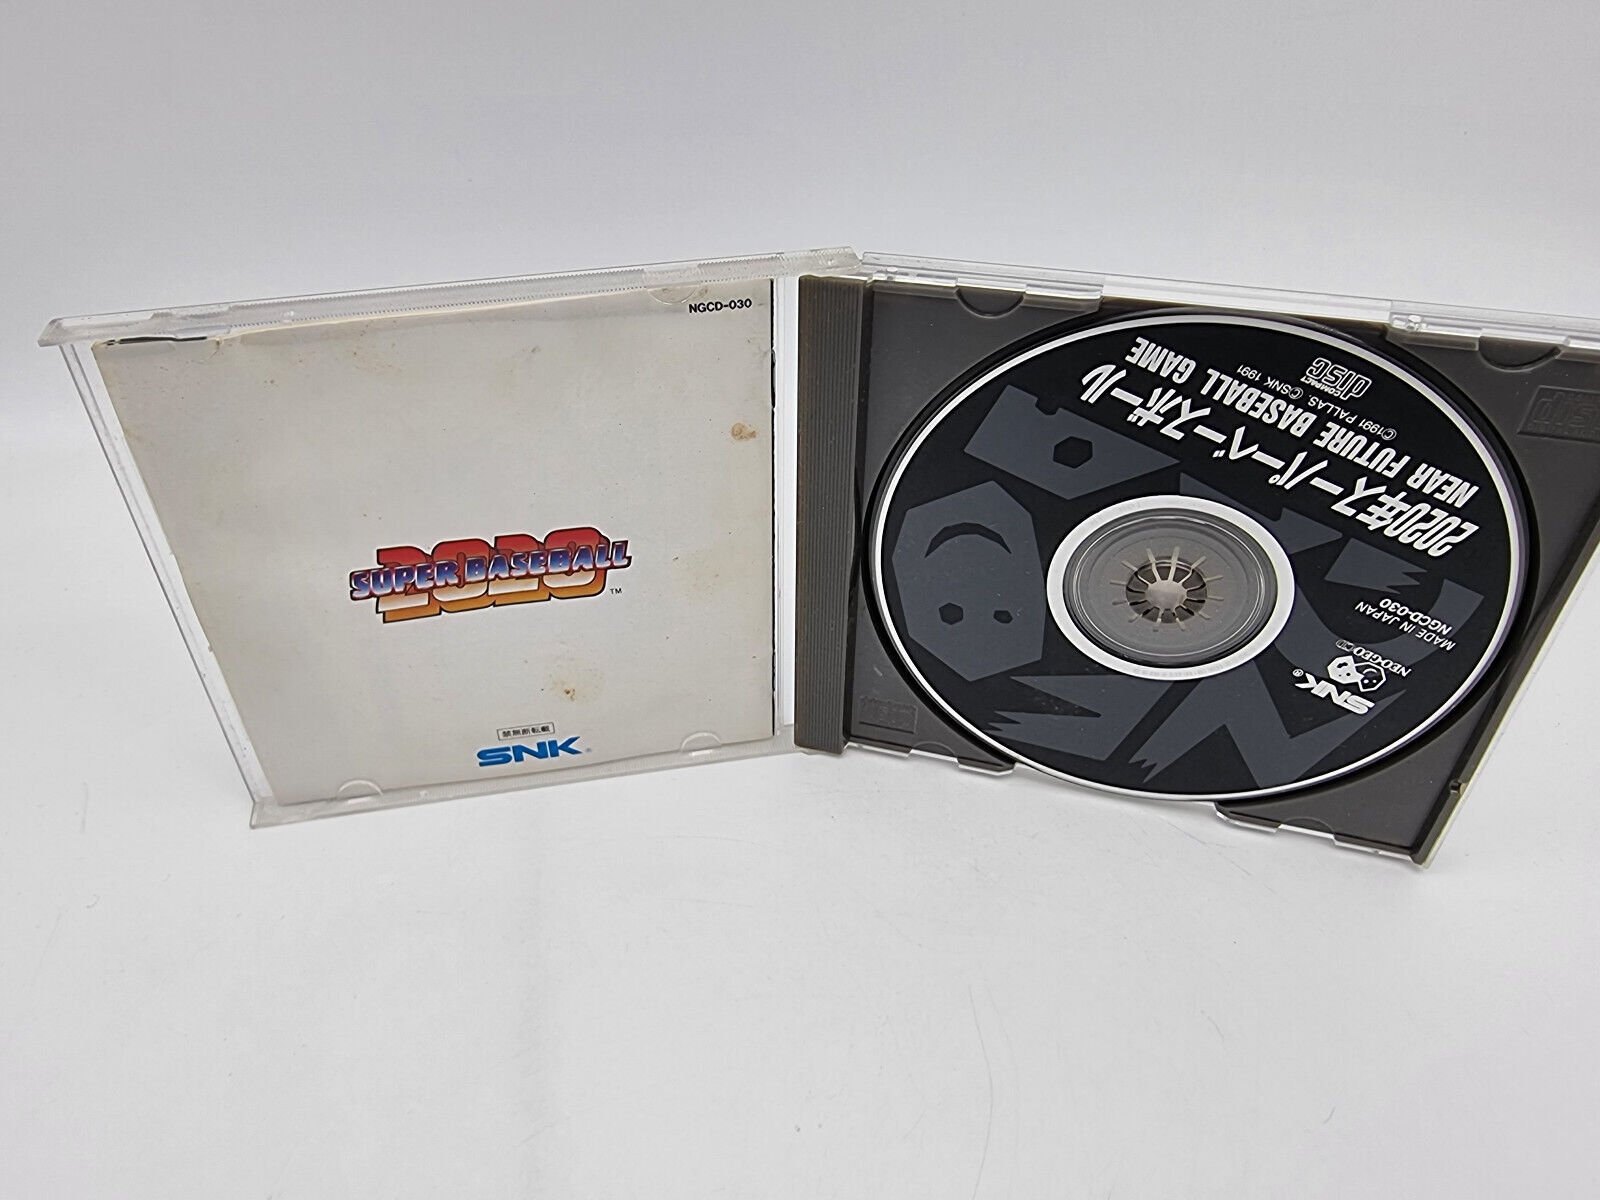 NGCD-030
2020
SUPER BASEBALL
TM
禁無断転載
SNK®
2020年スーパーベースボール
NEAR FUTURE BASEBALL GAME
©1991 PALLAS, ©SNK 1991
COMPACT
disc
MADE IN JAPAN
NGCD-030
NEO•GEO CD
SNK®